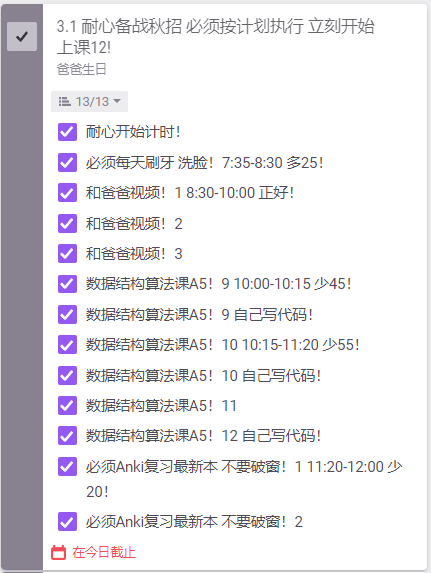 3.1 耐心备战秋招 必须按计划执行 立刻开始
上课12!
爸爸生日
13/13
耐心开始计时！
必须每天刷牙 洗脸！7:35-8:30 多25！
和爸爸视频！1 8:30-10:00 正好！
和爸爸视频！2
和爸爸视频！3
数据结构算法课A5！9 10:00-10:15 少45！
数据结构算法课A5！9 自己写代码！
数据结构算法课A5！10 10:15-11:20 少55！
数据结构算法课A5！10 自己写代码！
数据结构算法课A5！11
数据结构算法课A5！12 自己写代码！
必须Anki复习最新本 不要破窗！1 11:20-12:00 少
20！
必须Anki复习最新本 不要破窗！2
在今日截止